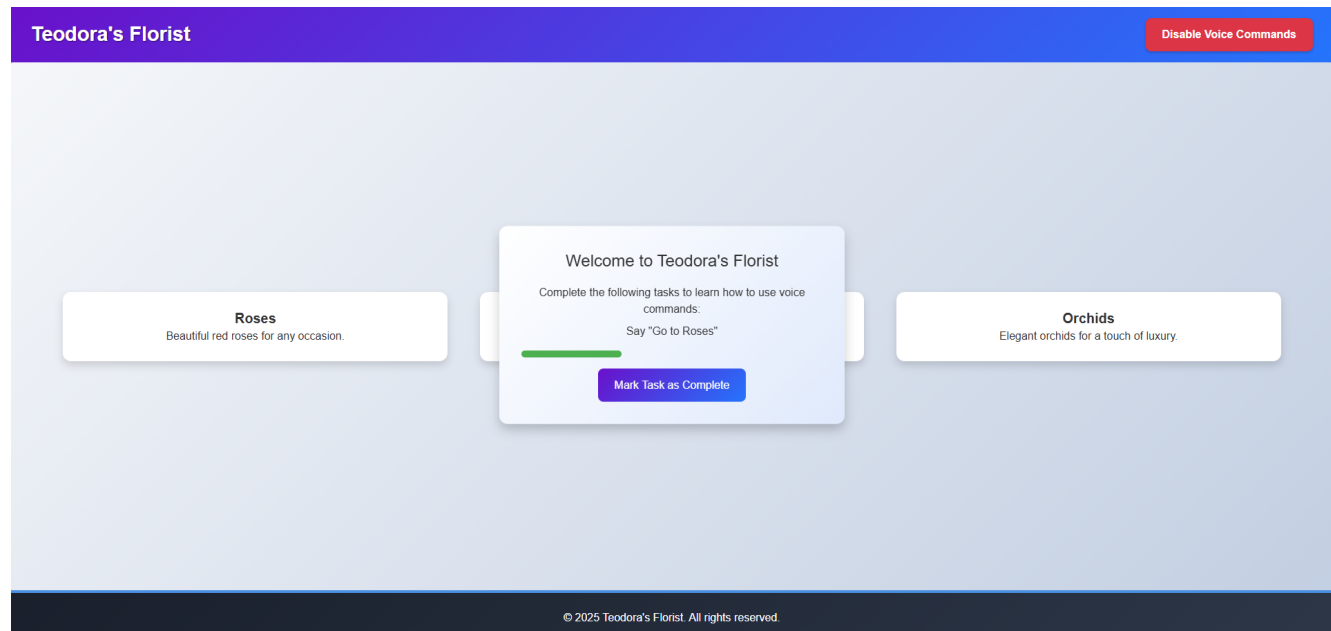 Teodora's Florist
Disable Voice Commands
Welcome to Teodora's Florist
Complete the following tasks to learn how to use voice
commands:
Say "Go to Roses"
Mark Task as Complete
Roses
Beautiful red roses for any occasion.
Orchids
Elegant orchids for a touch of luxury.
© 2025 Teodora's Florist. All rights reserved.